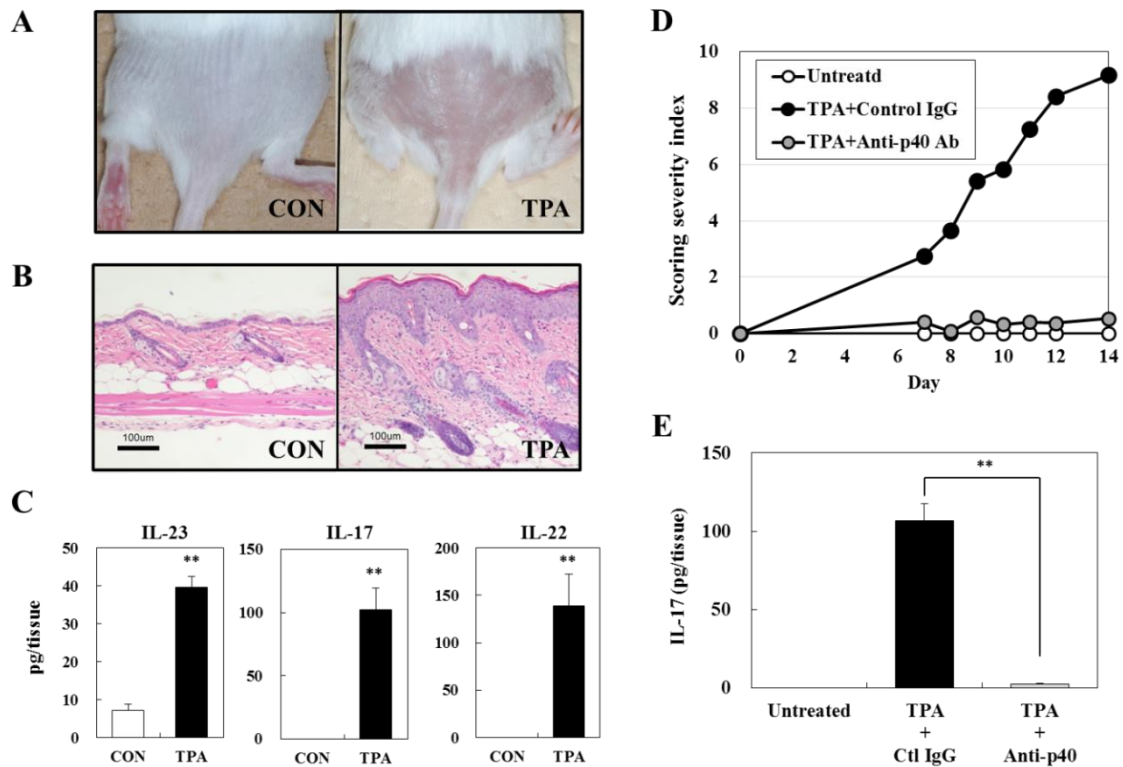 A
CON
TPA
B
100um
CON
100um
TPA
C
IL-23
50
40
30
20
10
0
pg/tissue
**
CON
TPA
IL-17
150
100
50
0
**
CON
TPA
IL-22
200
150
100
50
0
**
CON
TPA
D
10
8
6
4
2
0
Scoring severity index
Untreatd
TPA+Control IgG
TPA+Anti-p40 Ab
0 2 4 6 8 10 12 14
Day
E
150
100
50
0
IL-17 (pg/tissue)
**
Untreated
TPA
+
Ctl IgG
TPA
+
Anti-p40